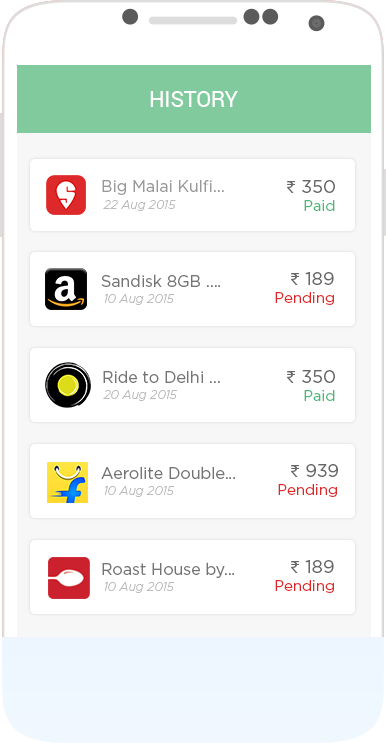 HISTORY
Big Malai Kulfi...
₹ 350
22 Aug 2015
Paid
a
Sandisk 8GB ....
₹ 189
10 Aug 2015
Pending
Ride to Delhi ...
₹ 350
20 Aug 2015
Paid
f
Aerolite Double...
₹ 939
10 Aug 2015
Pending
Roast House by...
₹ 189
10 Aug 2015
Pending